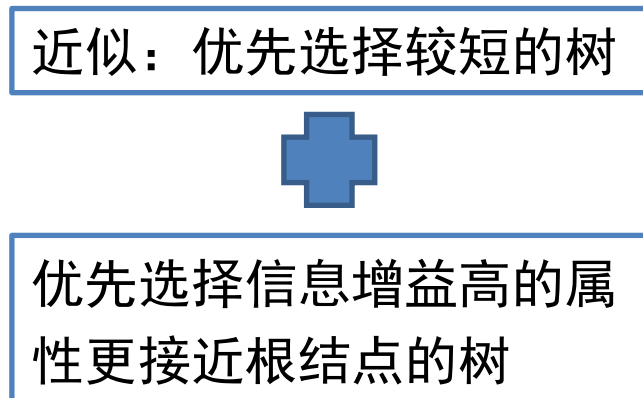 近似：优先选择较短的树
优先选择信息增益高的属
性更接近根结点的树